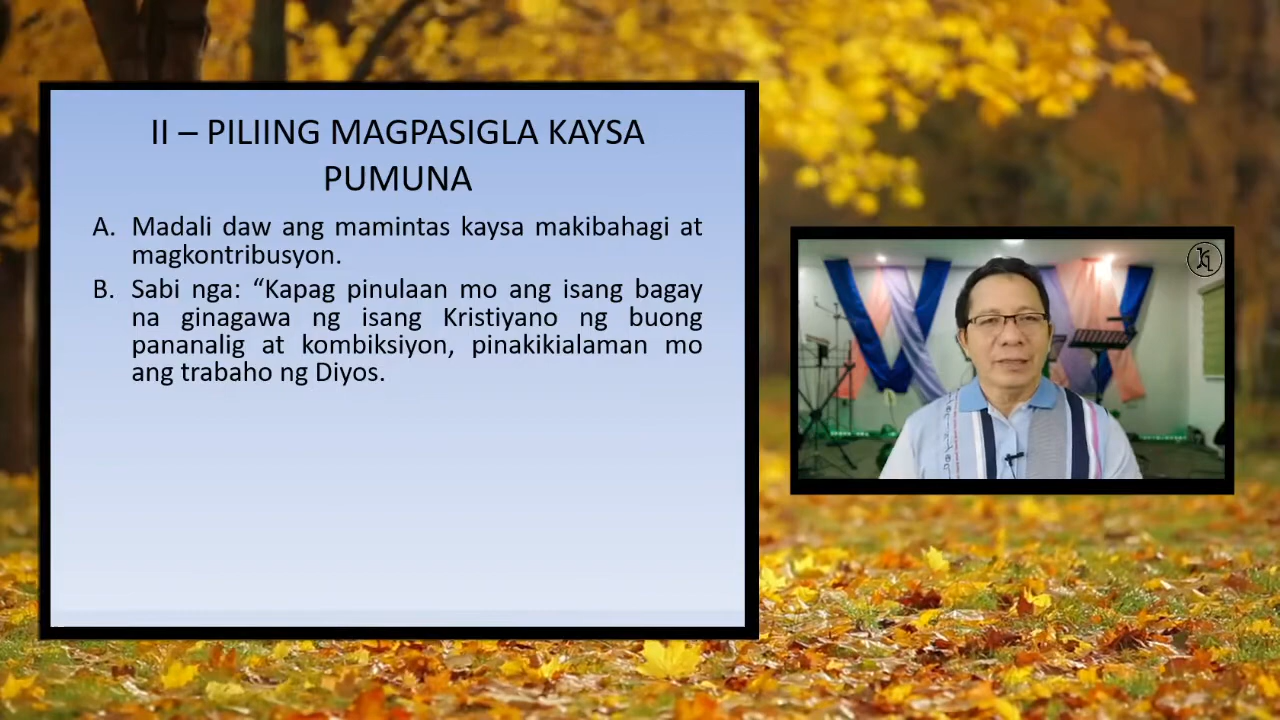 II – PILIING MAGPASIGLA KAYSA
PUMUNA
A. Madali daw ang mamintas kaysa makibahagi at
magkontribusyon.
B. Sabi nga: “Kapag pinulaan mo ang isang bagay
na ginagawa ng isang Kristiyano ng buong
pananalig at kombiksiyon, pinakikialaman mo
ang trabaho ng Diyos.